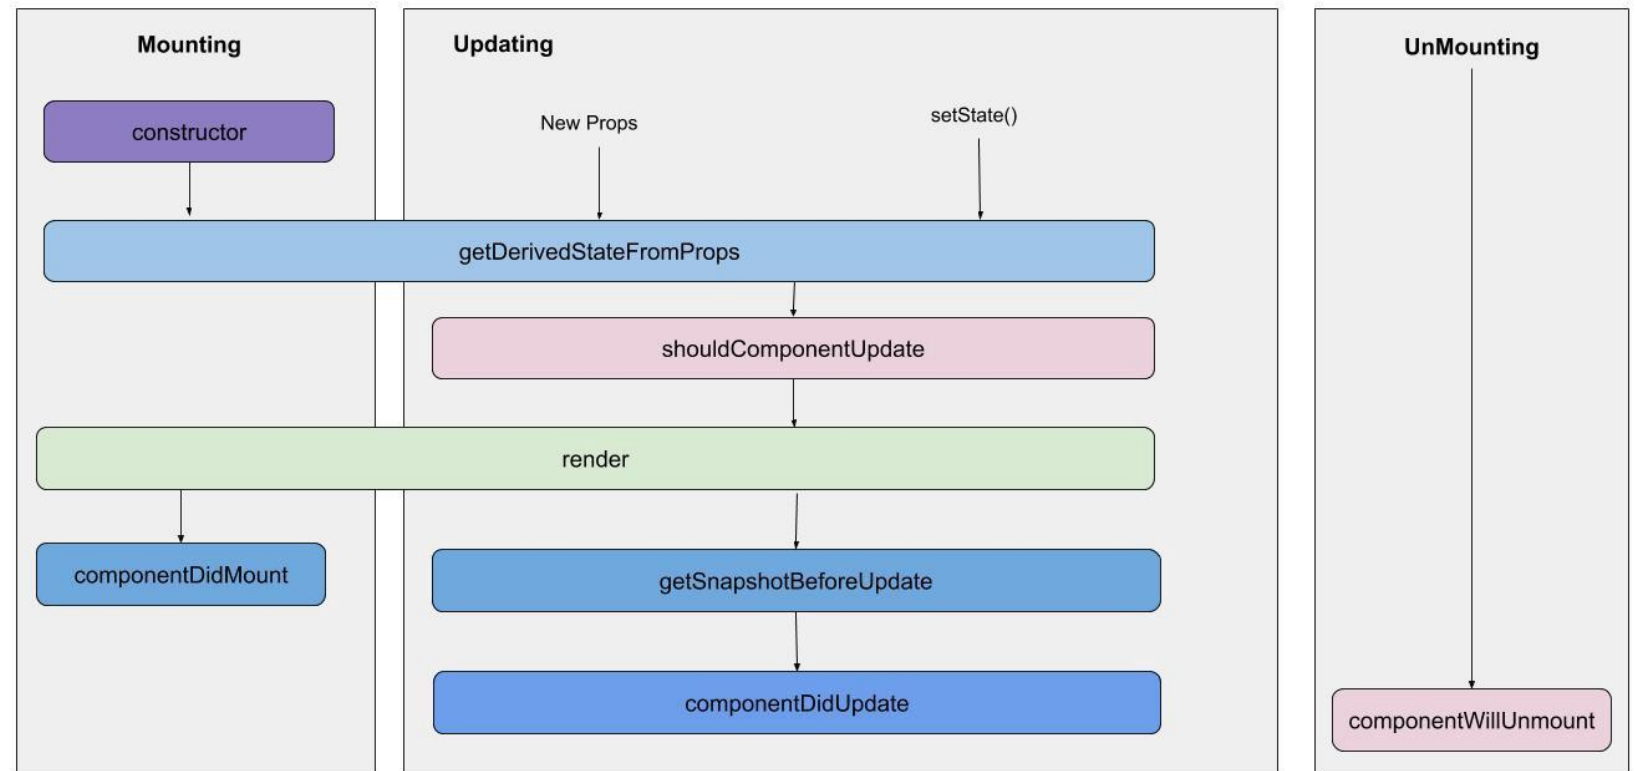 Mounting
Updating
UnMounting
constructor
New Props
setState()
getDerivedStateFromProps
shouldComponentUpdate
render
componentDidMount
getSnapshotBeforeUpdate
componentDidUpdate
componentWillUnmount